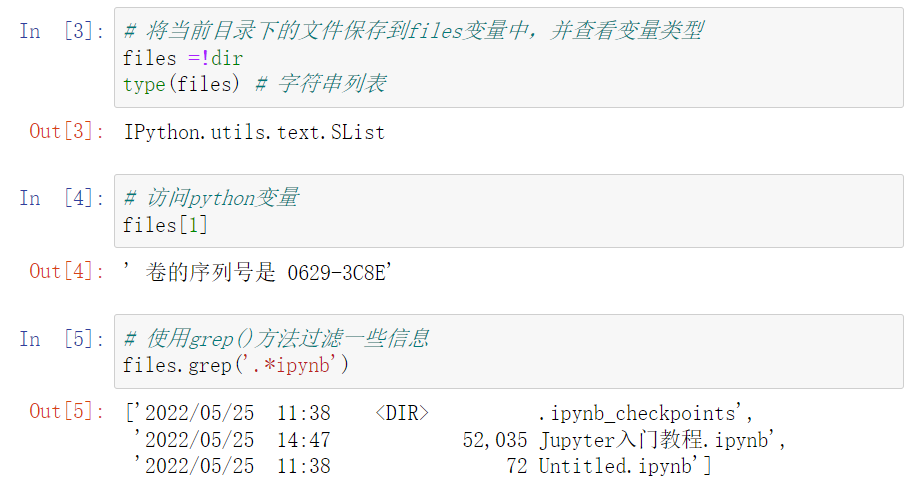 In [3]: # 将当前目录下的文件保存到files变量中，并查看变量类型
files =!dir
type(files) # 字符串列表
Out[3]: IPython.utils.text.SList
In [4]: # 访问python变量
files[1]
Out[4]: ' 卷的序列号是 0629-3C8E'
In [5]: # 使用grep()方法过滤一些信息
files.grep('.*ipynb')
Out[5]: ['2022/05/25  11:38    <DIR>          .ipynb_checkpoints',
'2022/05/25  14:47            52,035 Jupyter入门教程.ipynb',
'2022/05/25  11:38                72 Untitled.ipynb']